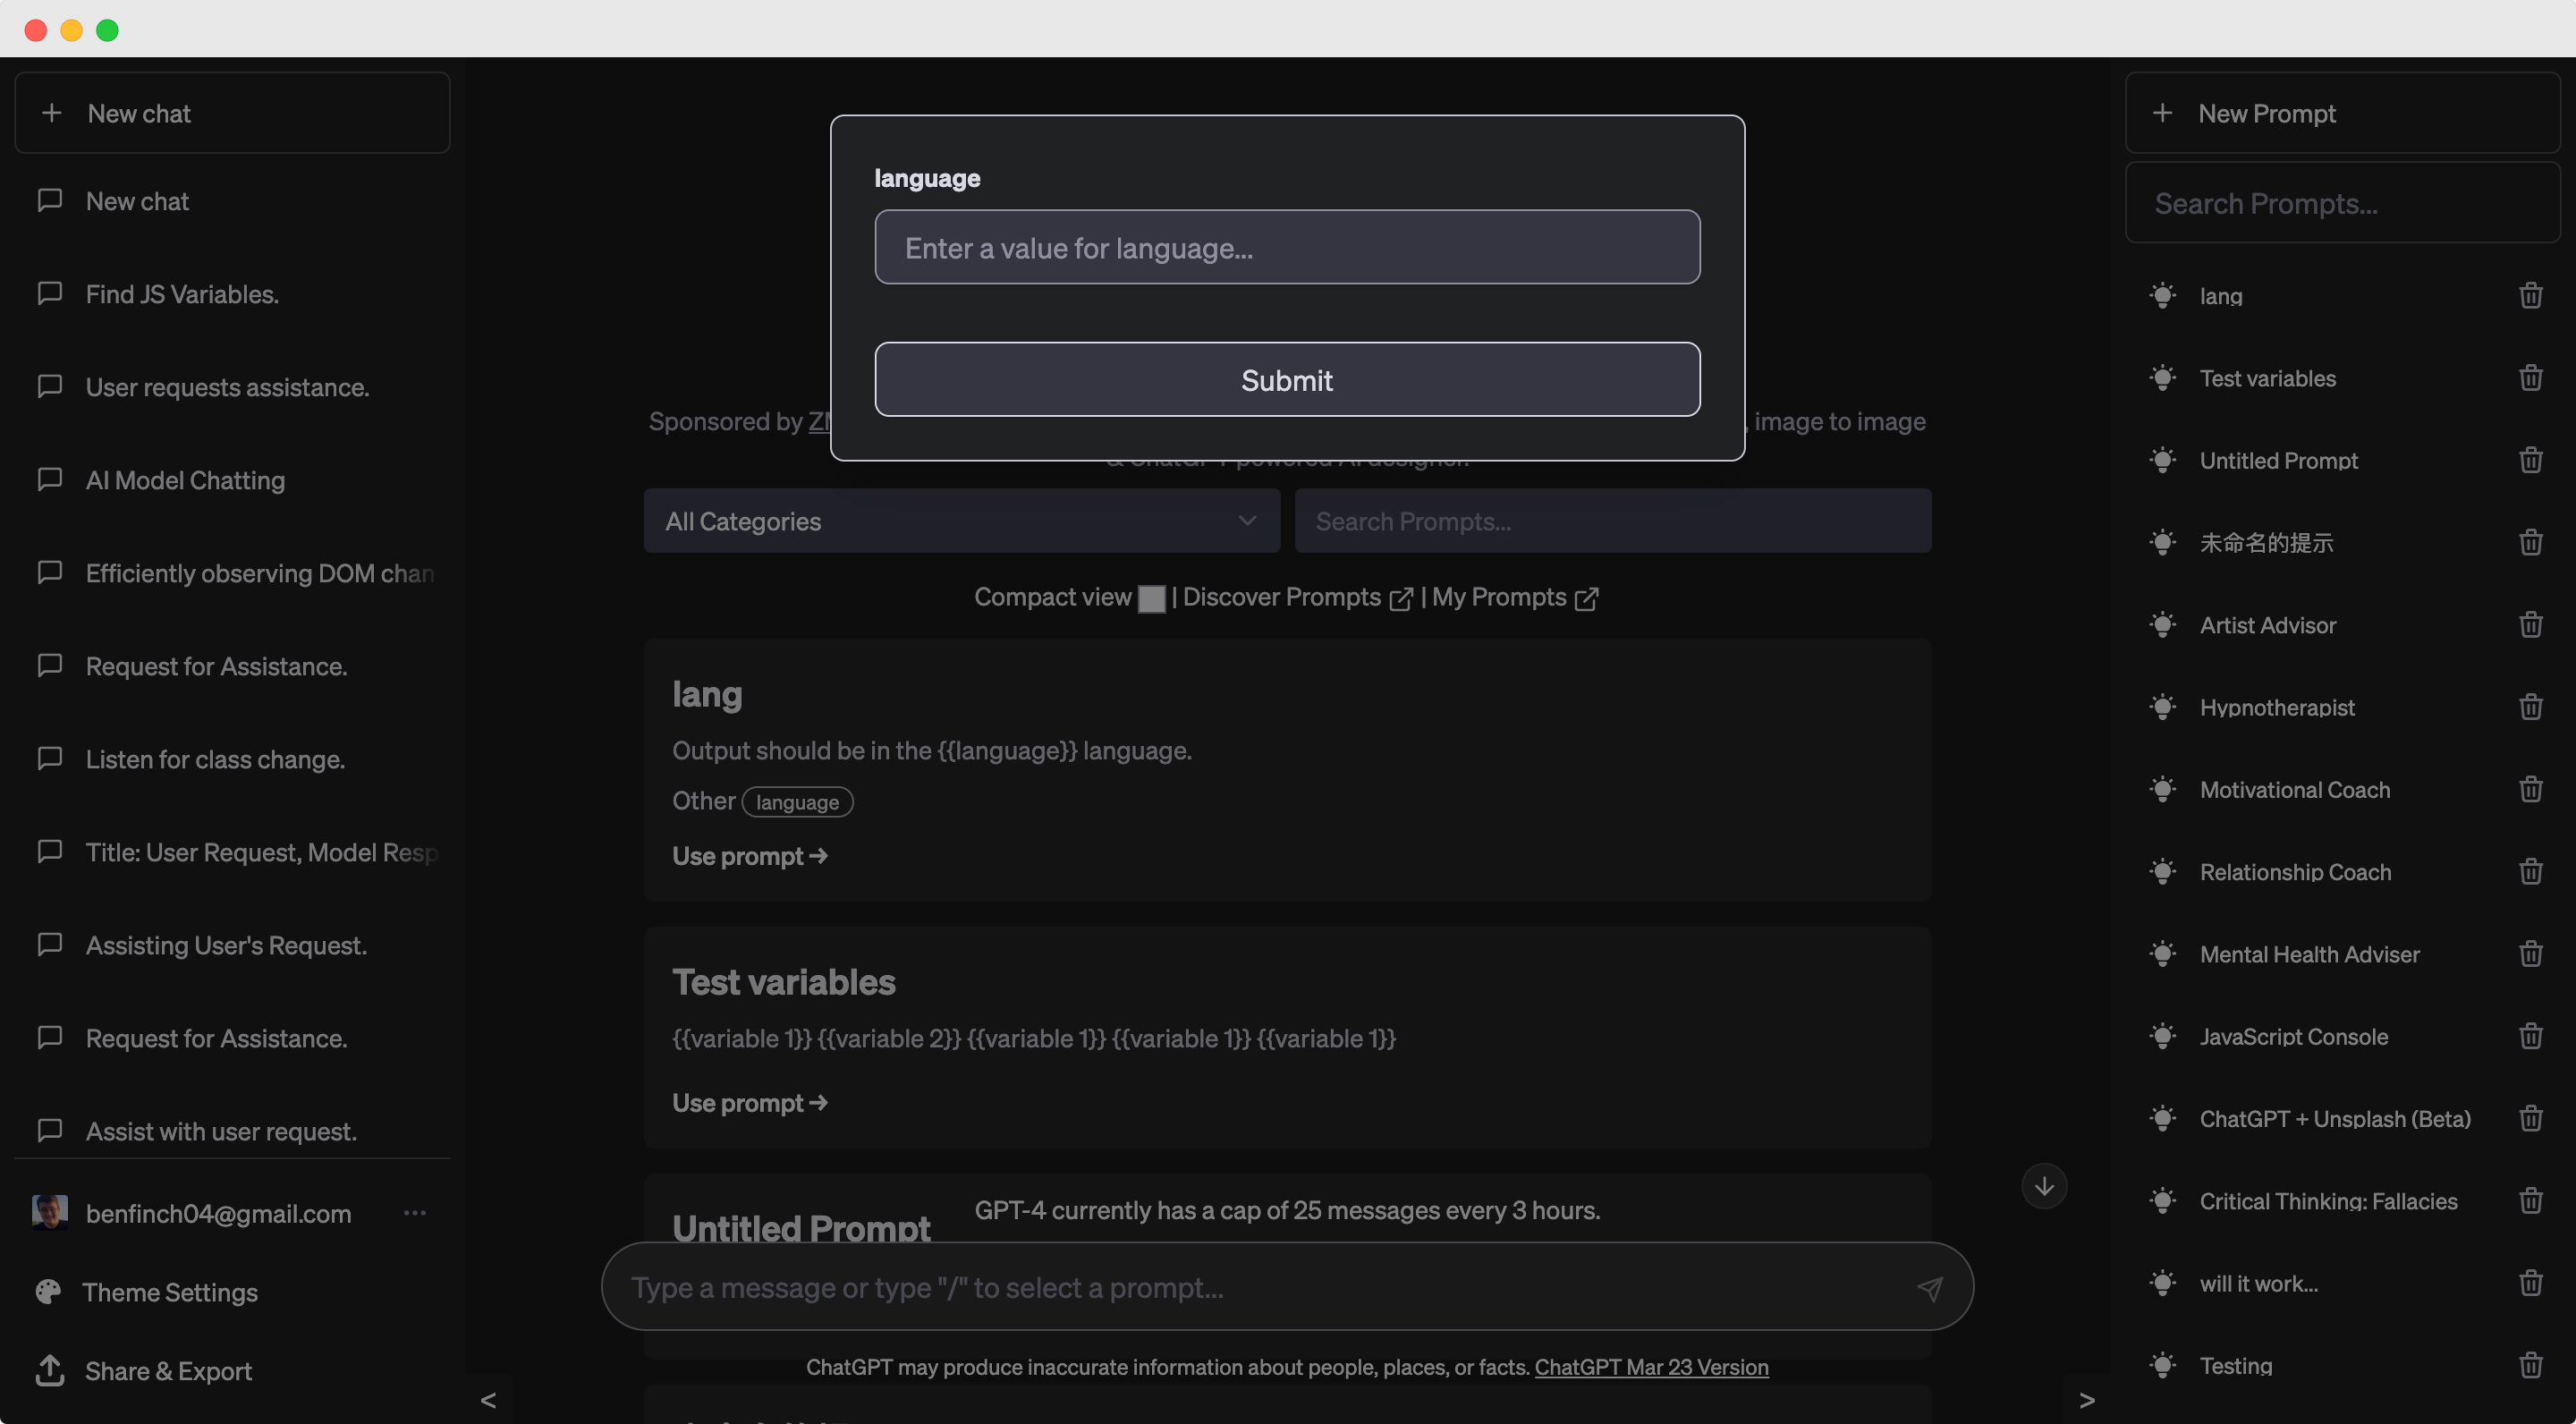 New chat
New chat
Find JS Variables.
User requests assistance.
AI Model Chatting
Efficiently observing DOM chan
Request for Assistance.
Listen for class change.
Title: User Request, Model Resp
Assisting User's Request.
Request for Assistance.
Assist with user request.
benfinch04@gmail.com
Theme Settings
Share & Export
<
language
Enter a value for language...
Submit
Sponsored by , image to image
& ChatGPT powered AI designer.
All Categories
Search Prompts...
Compact view | Discover Prompts | My Prompts
lang
Output should be in the {{language}} language.
Other language
Use prompt →
Test variables
{{variable 1}} {{variable 2}} {{variable 1}} {{variable 1}} {{variable 1}}
Use prompt →
Untitled Prompt
GPT-4 currently has a cap of 25 messages every 3 hours.
Type a message or type "/" to select a prompt...
ChatGPT may produce inaccurate information about people, places, or facts. ChatGPT Mar 23 Version
>
New Prompt
Search Prompts...
lang
Test variables
Untitled Prompt
未命名的提示
Artist Advisor
Hypnotherapist
Motivational Coach
Relationship Coach
Mental Health Adviser
JavaScript Console
ChatGPT + Unsplash (Beta)
Critical Thinking: Fallacies
will it work...
Testing